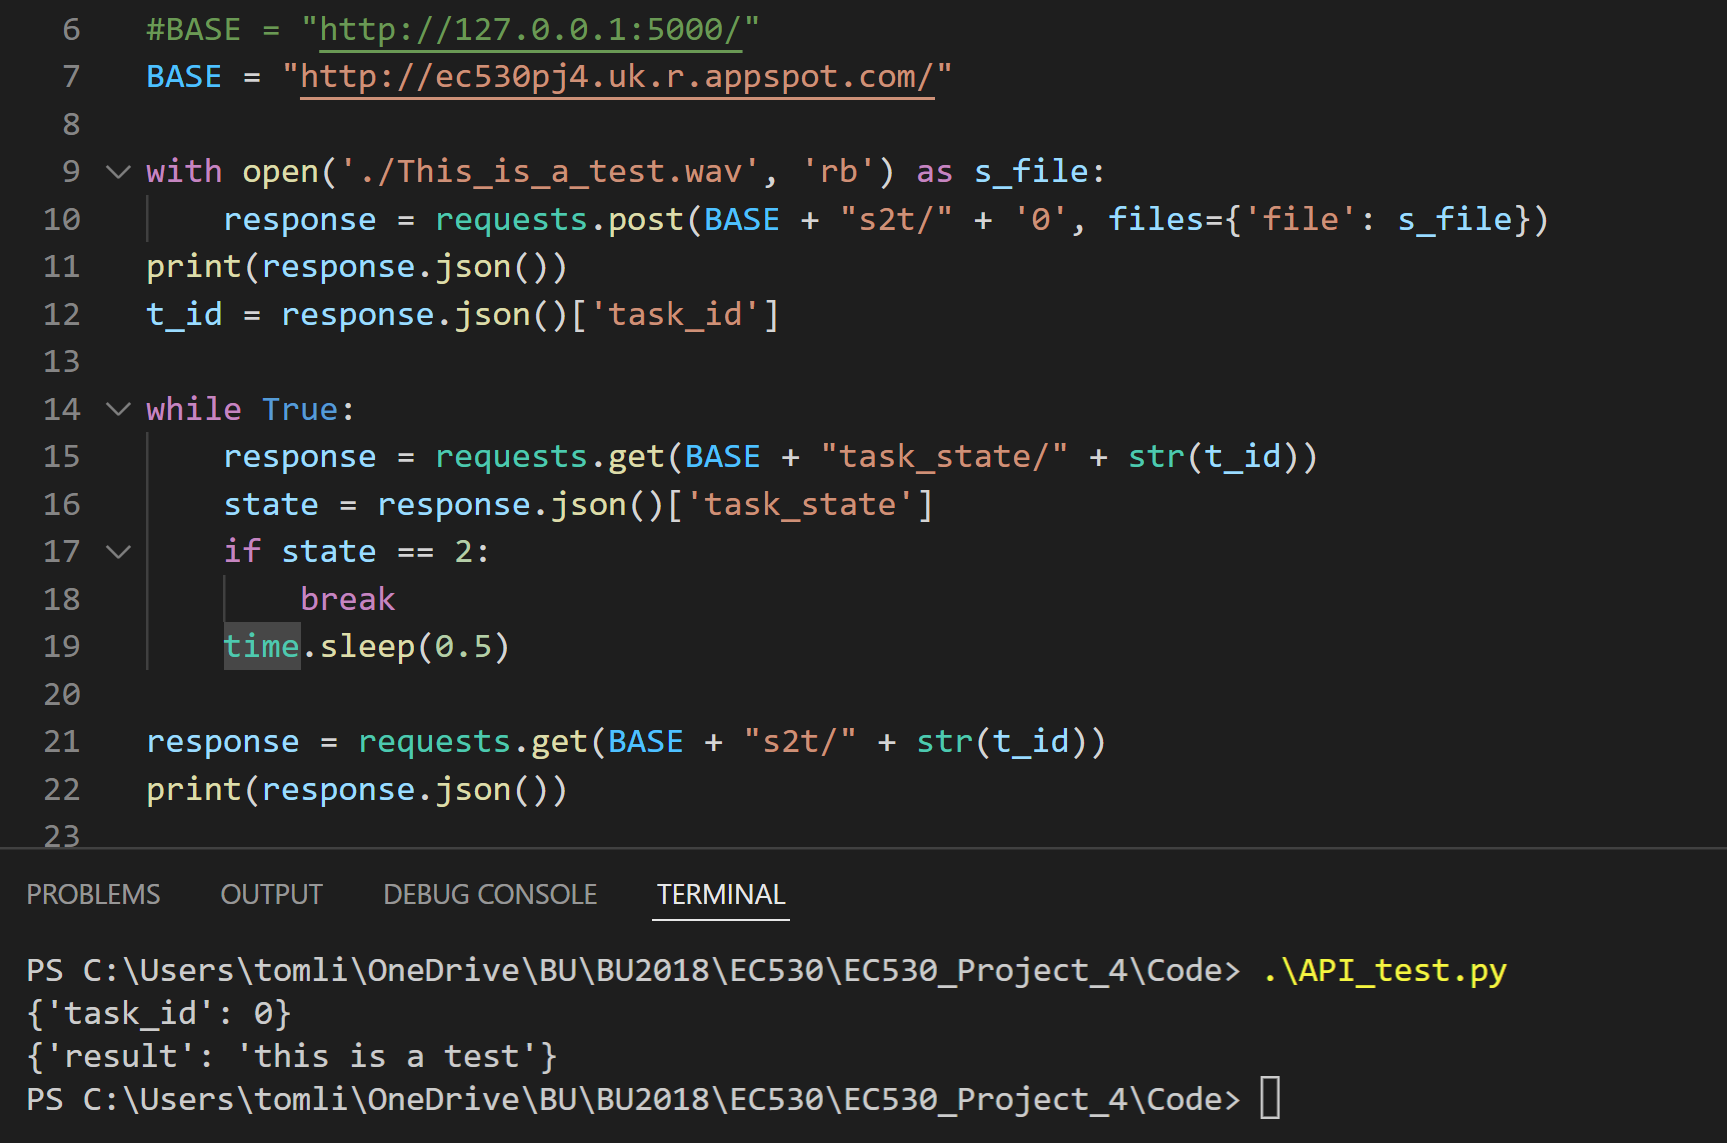 6 #BASE = "http://127.0.0.1:5000/"
7 BASE = "http://ec530pj4.uk.r.appspot.com/"
8
9 with open('./This_is_a_test.wav', 'rb') as s_file:
10     response = requests.post(BASE + "s2t/" + '0', files={'file': s_file})
11 print(response.json())
12 t_id = response.json()['task_id']
13
14 while True:
15     response = requests.get(BASE + "task_state/" + str(t_id))
16     state = response.json()['task_state']
17     if state == 2:
18         break
19     time.sleep(0.5)
20
21 response = requests.get(BASE + "s2t/" + str(t_id))
22 print(response.json())
23
PROBLEMS OUTPUT DEBUG CONSOLE TERMINAL
PS C:\Users\tomli\OneDrive\BU\BU2018\EC530\EC530_Project_4\Code> .\API_test.py
{'task_id': 0}
{'result': 'this is a test'}
PS C:\Users\tomli\OneDrive\BU\BU2018\EC530\EC530_Project_4\Code>